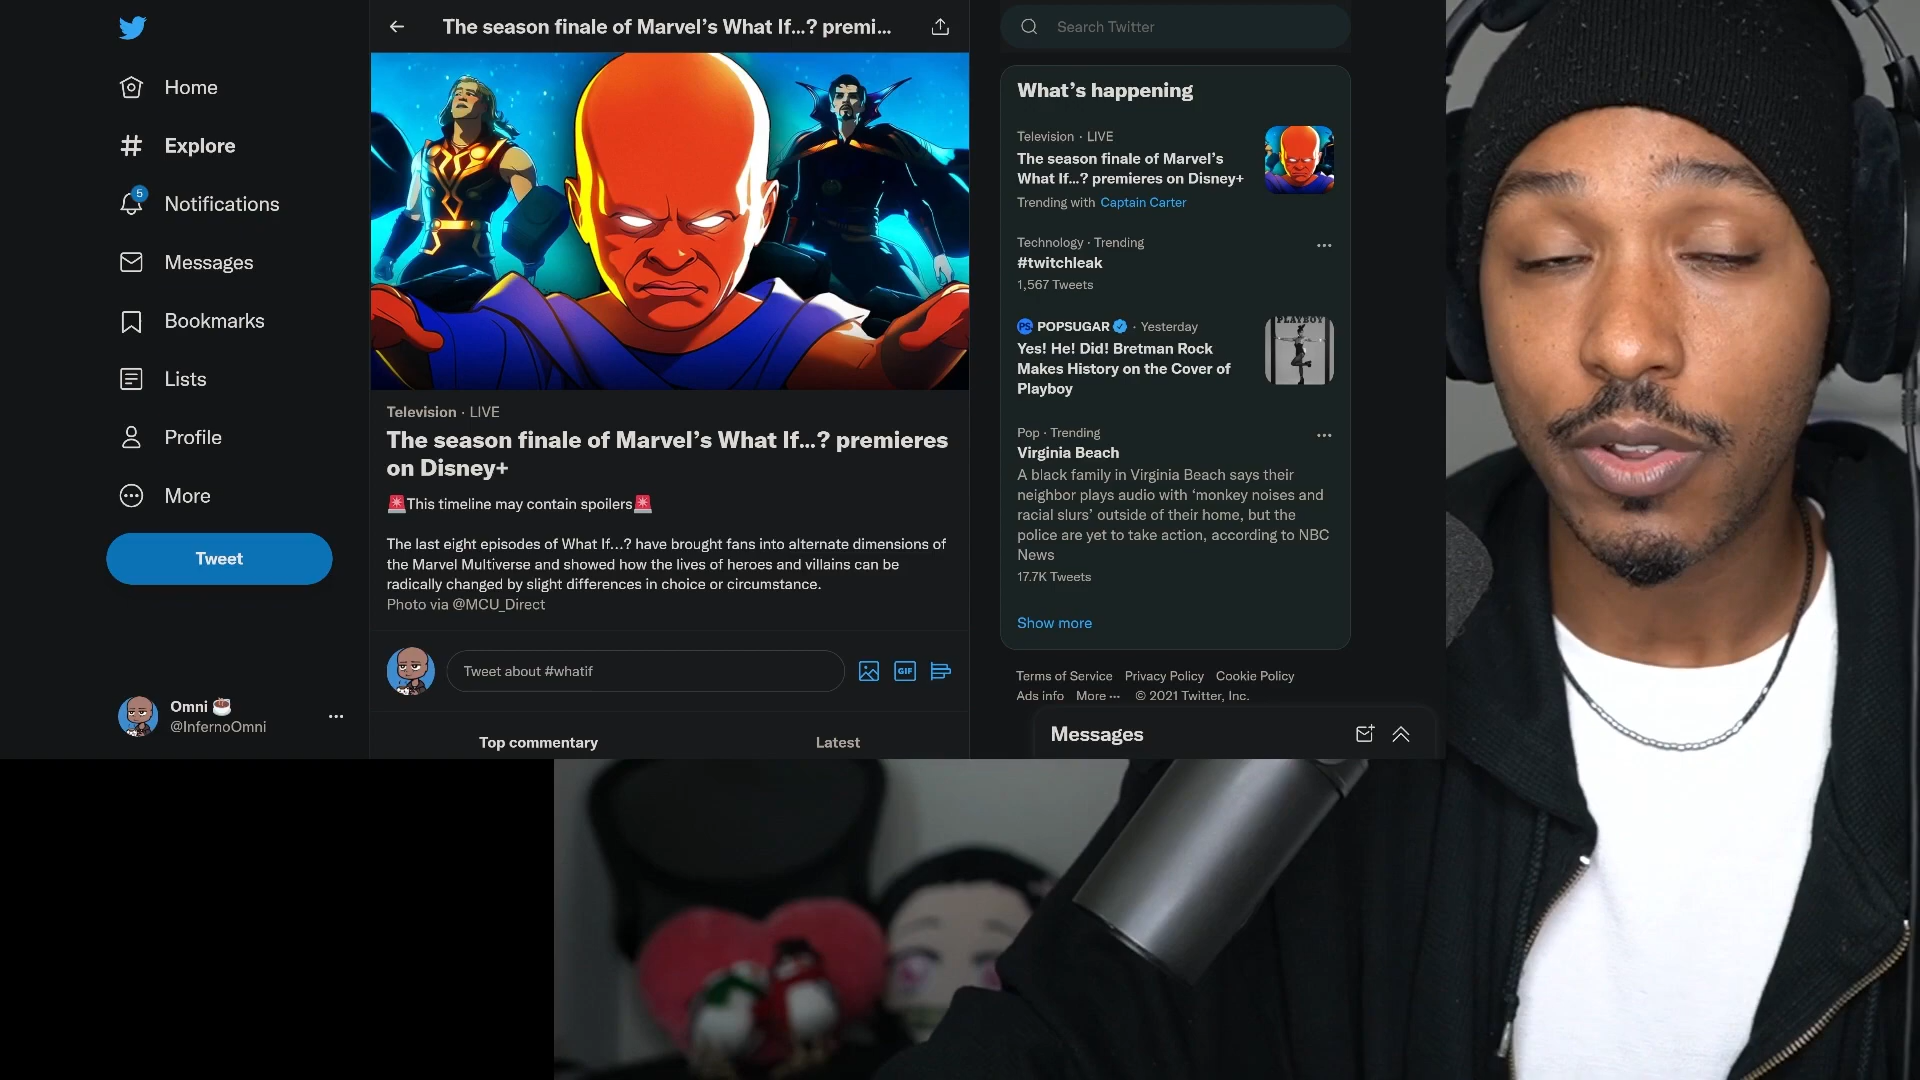 Home
Explore
5
Notifications
Messages
Bookmarks
Lists
Profile
More
Tweet
Omni
@InfernoOmni
The season finale of Marvel’s What If...? premi...
Television · LIVE
The season finale of Marvel’s What If...? premieres
on Disney+
🚨This timeline may contain spoilers🚨
The last eight episodes of What If...? have brought fans into alternate dimensions of
the Marvel Multiverse and showed how the lives of heroes and villains can be
radically changed by slight differences in choice or circumstance.
Photo via @MCU_Direct
Tweet about #whatif
GIF
Top commentary
Latest
Search Twitter
What’s happening
Television · LIVE
The season finale of Marvel’s
What If...? premieres on Disney+
Trending with Captain Carter
Technology · Trending
#twitchleak
1,567 Tweets
PS POPSUGAR · Yesterday
Yes! He! Did! Bretman Rock
Makes History on the Cover of
Playboy
PLAYBOY
Pop · Trending
Virginia Beach
A black family in Virginia Beach says their
neighbor plays audio with ‘monkey noises and
racial slurs’ outside of their home, but the
police are yet to take action, according to NBC
News
17.7K Tweets
Show more
Terms of Service Privacy Policy Cookie Policy
Ads info More ··· © 2021 Twitter, Inc.
Messages